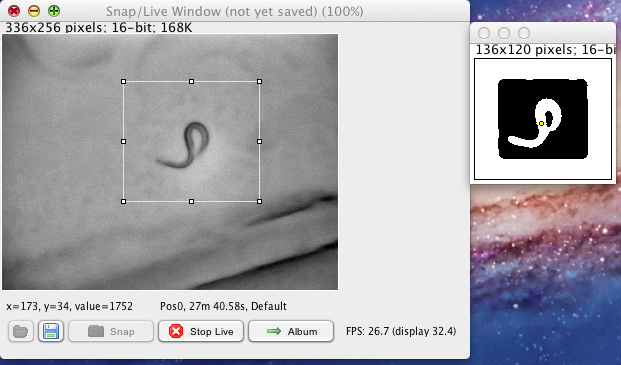 Snap/Live Window (not yet saved) (100%)
336x256 pixels; 16-bit; 168K
136x120 pixels; 16-bi
x=173, y=34, value=1752
Pos0, 27m 40.58s, Default
Snap
Stop Live
Album
FPS: 26.7 (display 32.4)